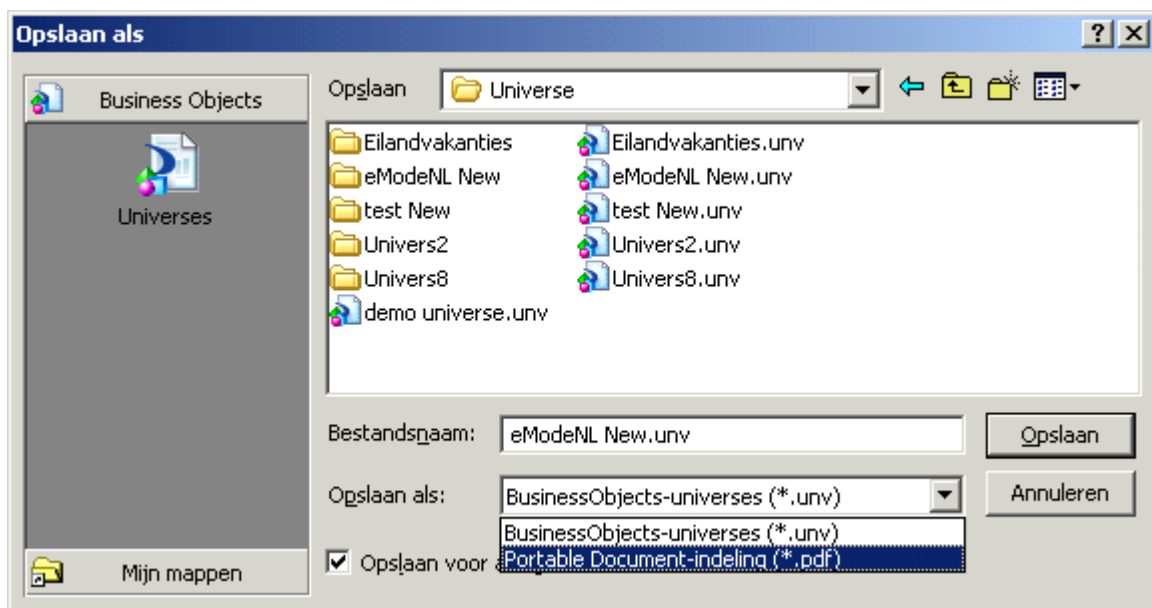 Opslaan als
Business Objects
Universes
Mijn mappen
Opslaan
Universe
Eilandvakanties
eModeNL New
test New
Univers2
Univers8
demo universe.unv
Eilandvakanties.unv
eModeNL New.unv
test New.unv
Univers2.unv
Univers8.unv
Bestandsnaam:
eModeNL New.unv
Opslaan
Opslaan als:
BusinessObjects-universes (*.unv)
Annuleren
BusinessObjects-universes (*.unv)
Portable Document-indeling (*.pdf)
Opslaan voor